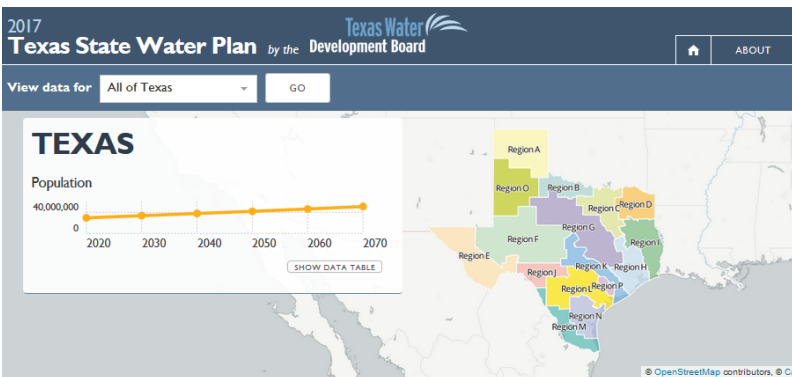 2017
Texas State Water Plan by the Texas Water Development Board
ABOUT
View data for All of Texas GO
TEXAS
Population
40,000,000
0
2020 2030 2040 2050 2060 2070
SHOW DATA TABLE
Region A
Region O
Region B
Region C
Region D
Region G
Region F
Region I
Region E
Region J
Region K
Region H
Region L
Region P
Region N
Region M
© OpenStreetMap contributors, ©